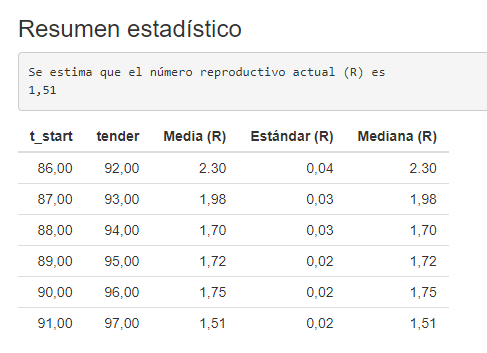 Resumen estadístico
Se estima que el número reproductivo actual (R) es
1,51
t_start tender Media (R) Estándar (R) Mediana (R)
86,00 92,00 2.30 0,04 2.30
87,00 93,00 1,98 0,03 1,98
88,00 94,00 1,70 0,03 1,70
89,00 95,00 1,72 0,02 1,72
90,00 96,00 1,75 0,02 1,75
91,00 97,00 1,51 0,02 1,51